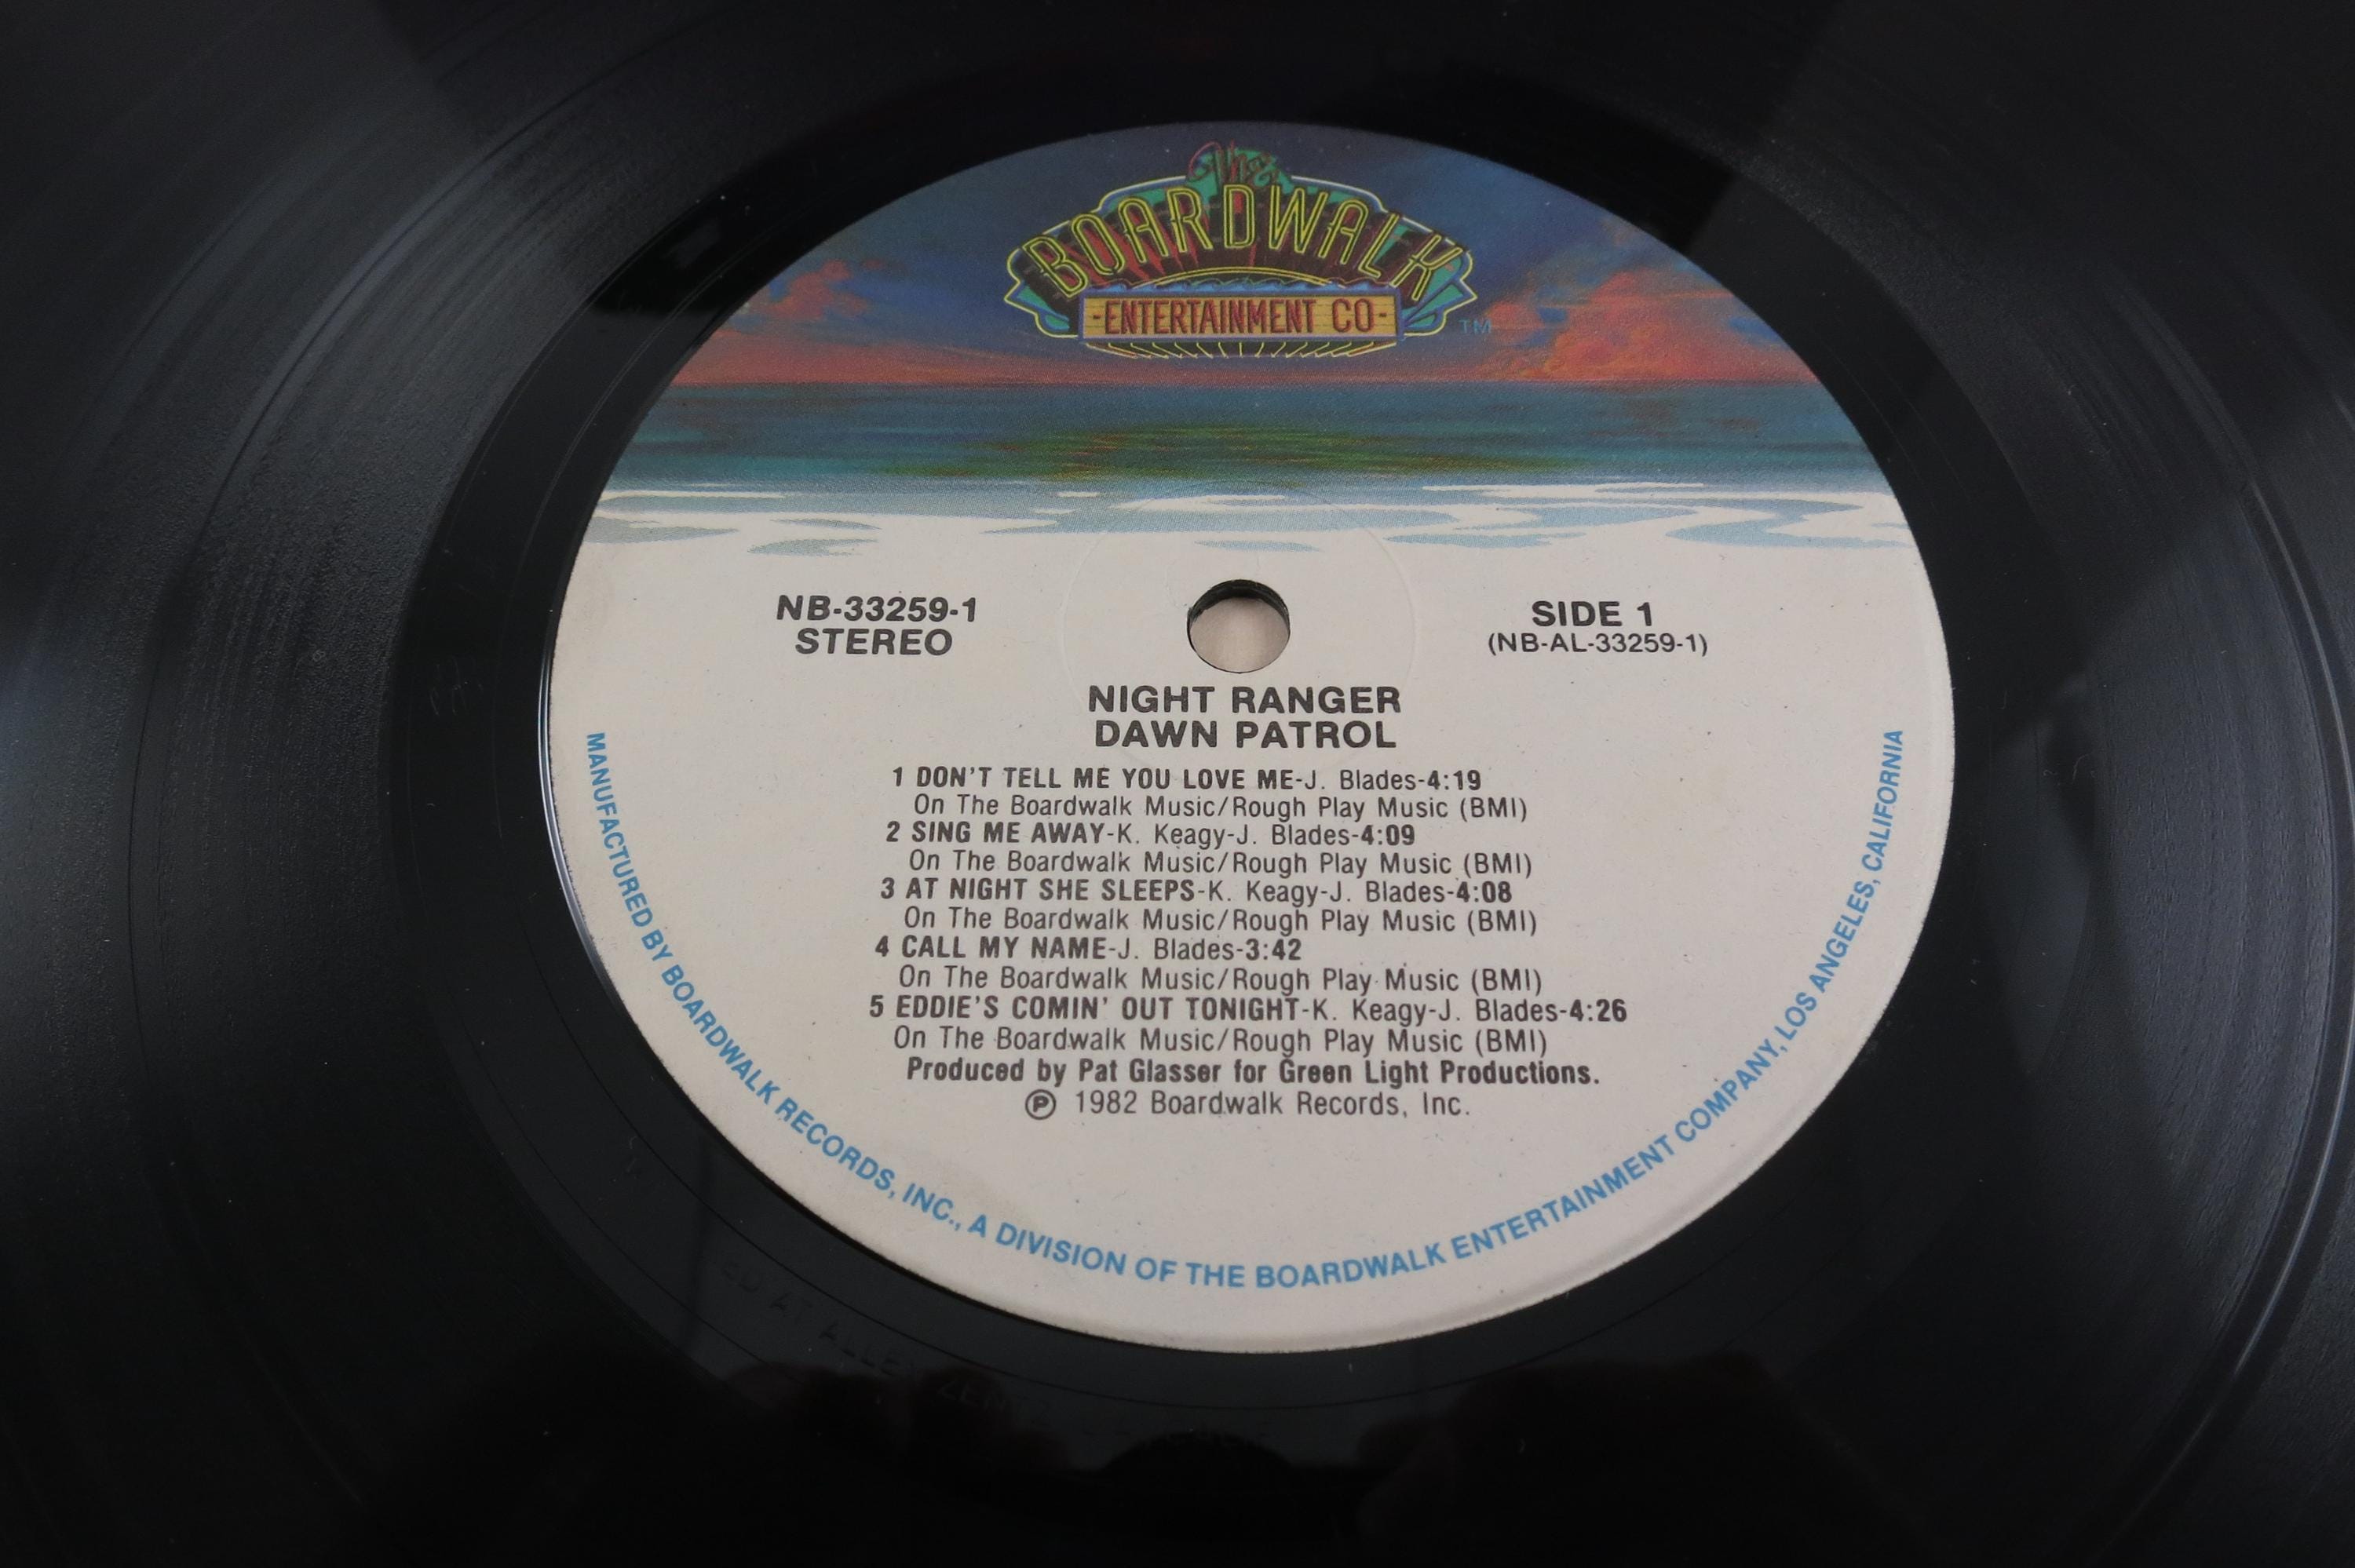 The
BOARDWALK
-ENTERTAINMENT CO-
TM
NB-33259-1
STEREO
SIDE 1
(NB-AL-33259-1)
NIGHT RANGER
DAWN PATROL
1 DON'T TELL ME YOU LOVE ME-J. Blades-4:19
On The Boardwalk Music/Rough Play Music (BMI)
2 SING ME AWAY-K. Keagy-J. Blades-4:09
On The Boardwalk Music/Rough Play Music (BMI)
3 AT NIGHT SHE SLEEPS-K. Keagy-J. Blades-4:08
On The Boardwalk Music/Rough Play Music (BMI)
4 CALL MY NAME-J. Blades-3:42
On The Boardwalk Music/Rough Play Music (BMI)
5 EDDIE'S COMIN' OUT TONIGHT-K. Keagy-J. Blades-4:26
On The Boardwalk Music/Rough Play Music (BMI)
Produced by Pat Glasser for Green Light Productions.
Ⓟ 1982 Boardwalk Records, Inc.
MANUFACTURED BY BOARDWALK RECORDS, INC., A DIVISION OF THE BOARDWALK ENTERTAINMENT COMPANY, LOS ANGELES, CALIFORNIA